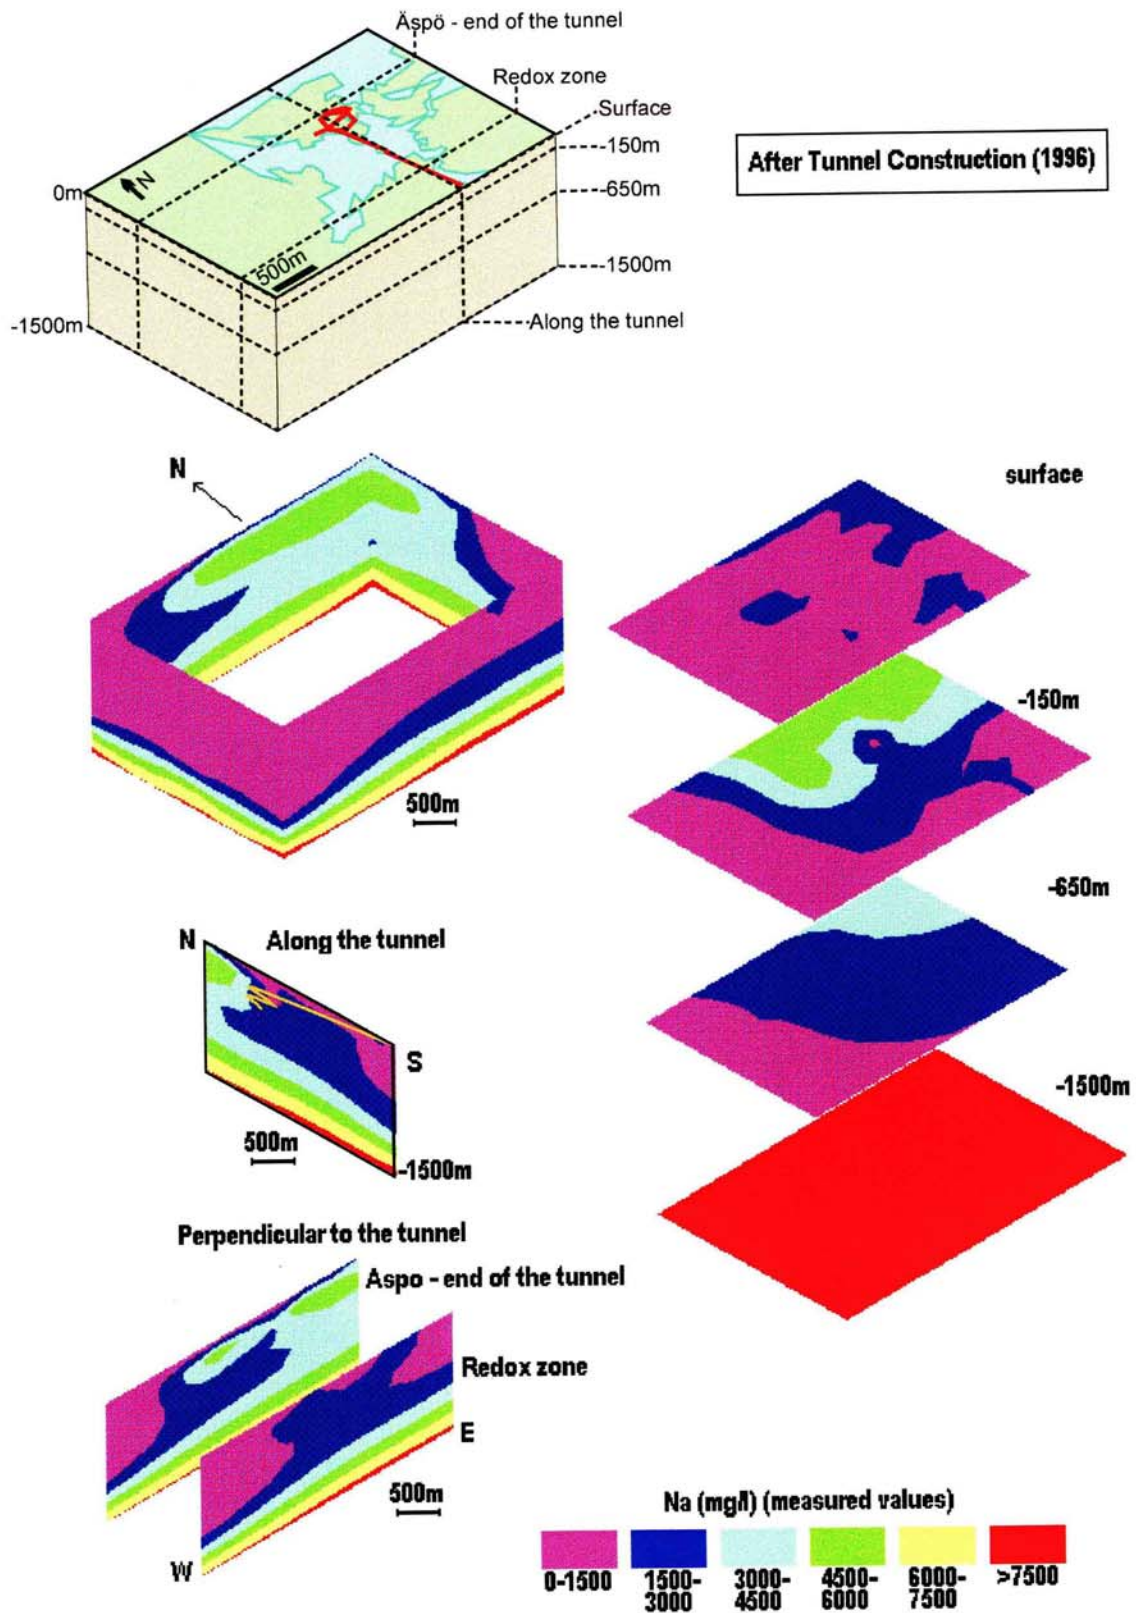 Äspö - end of the tunnel
Redox zone
Surface
-150m
-650m
-1500m
Along the tunnel
0m
-1500m
N
500m
After Tunnel Construction (1996)
N
500m
surface
-150m
-650m
-1500m
N
Along the tunnel
S
500m
-1500m
Perpendicular to the tunnel
Aspo - end of the tunnel
Redox zone
E
500m
W
Na (mg/l) (measured values)
0-1500
1500-
3000
3000-
4500
4500-
6000
6000-
7500
>7500